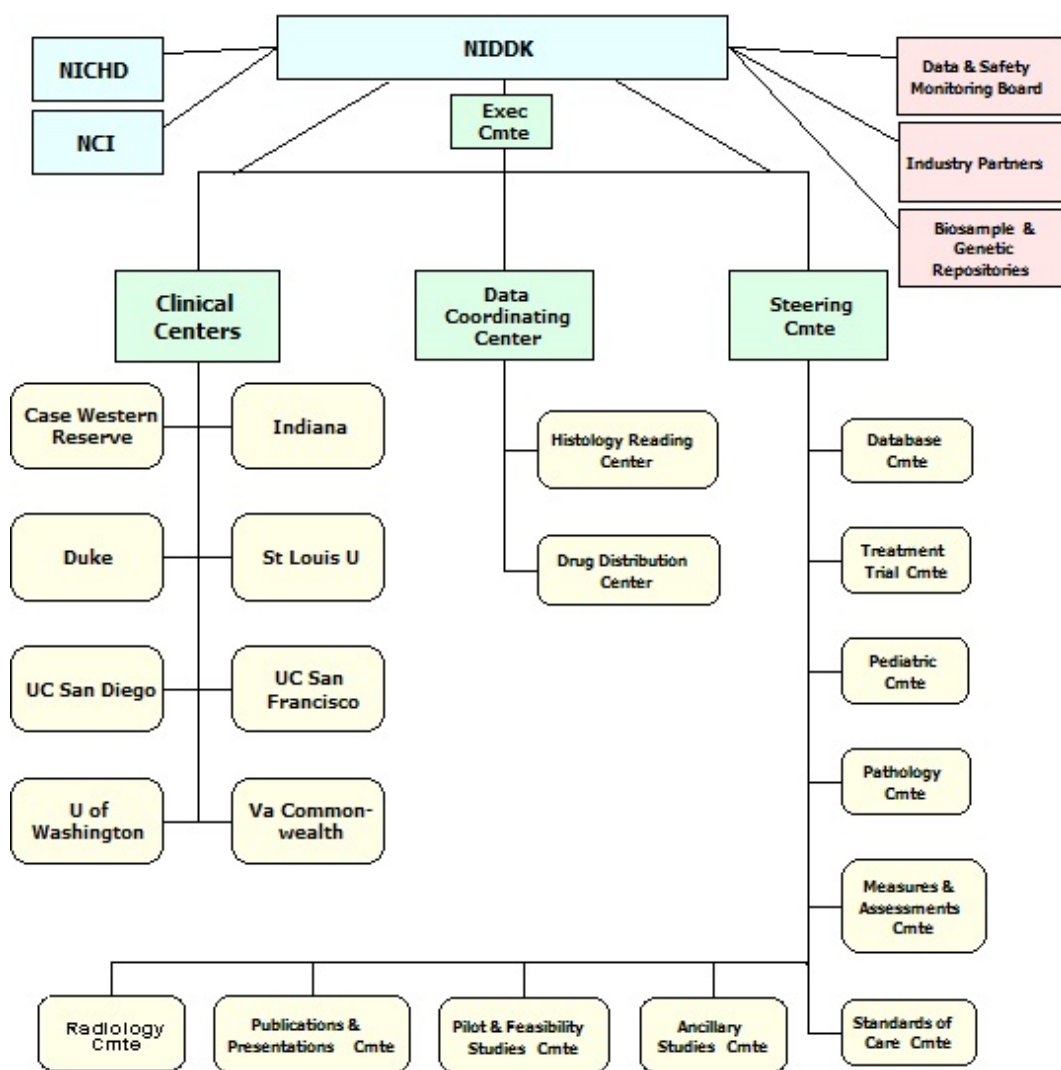 NIDDK
NICHD
NCI
Exec
Cmte
Data & Safety
Monitoring Board
Industry Partners
Biosample &
Genetic
Repositories
Clinical
Centers
Data
Coordinating
Center
Steering
Cmte
Case Western
Reserve
Indiana
Duke
St Louis U
UC San Diego
UC San
Francisco
U of
Washington
Va Common-
wealth
Histology Reading
Center
Drug Distribution
Center
Database
Cmte
Treatment
Trial Cmte
Pediatric
Cmte
Pathology
Cmte
Measures &
Assessments
Cmte
Standards of
Care Cmte
Radiology
Cmte
Publications &
Presentations Cmte
Pilot & Feasibility
Studies Cmte
Ancillary
Studies Cmte